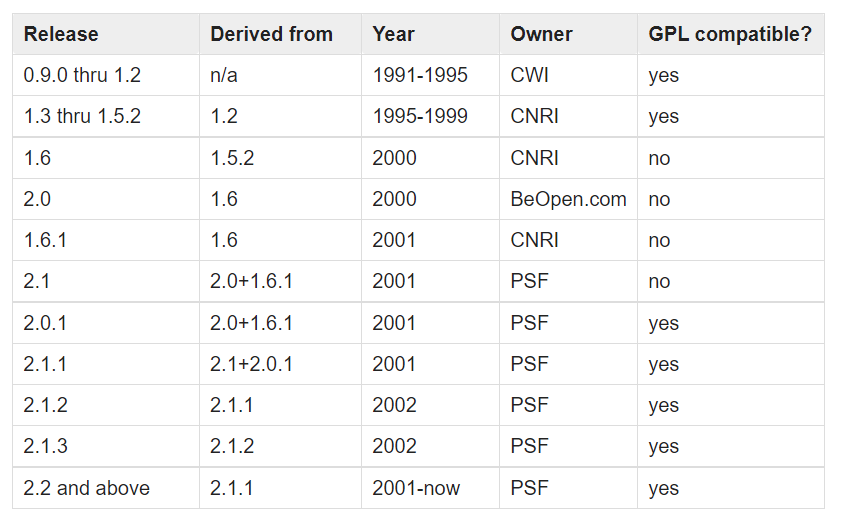 Release Derived from Year Owner GPL compatible?
0.9.0 thru 1.2 n/a 1991-1995 CWI yes
1.3 thru 1.5.2 1.2 1995-1999 CNRI yes
1.6 1.5.2 2000 CNRI no
2.0 1.6 2000 BeOpen.com no
1.6.1 1.6 2001 CNRI no
2.1 2.0+1.6.1 2001 PSF no
2.0.1 2.0+1.6.1 2001 PSF yes
2.1.1 2.1+2.0.1 2001 PSF yes
2.1.2 2.1.1 2002 PSF yes
2.1.3 2.1.2 2002 PSF yes
2.2 and above 2.1.1 2001-now PSF yes